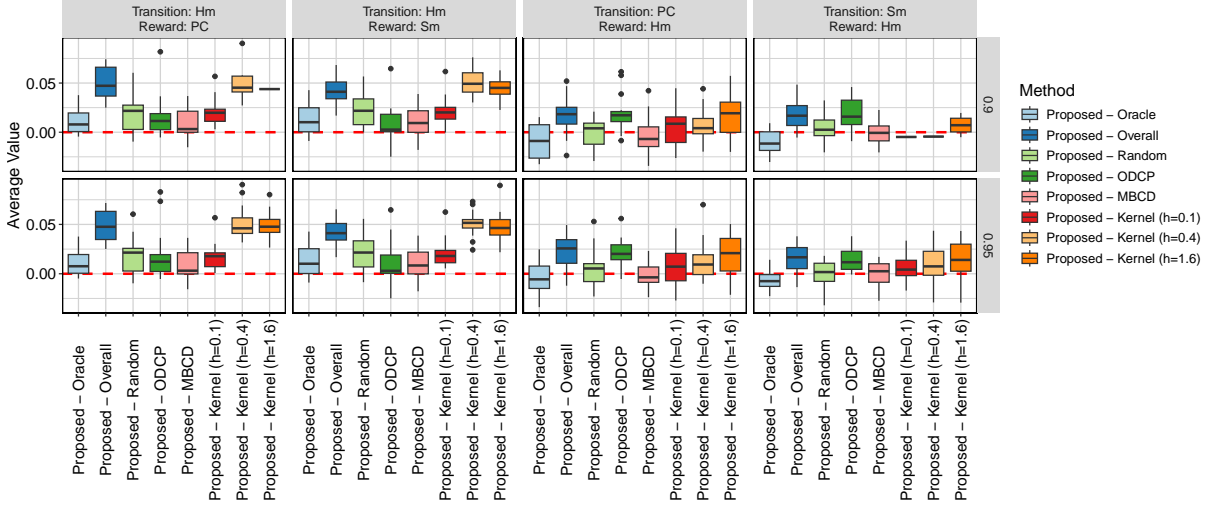 Transition: Hm
Reward: PC
Transition: Hm
Reward: Sm
Transition: PC
Reward: Hm
Transition: Sm
Reward: Hm
Average Value
0.05
0.00
0.05
0.00
0.9
0.95
Proposed – Oracle
Proposed – Overall
Proposed – Random
Proposed – ODCP
Proposed – MBCD
Proposed – Kernel (h=0.1)
Proposed – Kernel (h=0.4)
Proposed – Kernel (h=1.6)
Proposed – Oracle
Proposed – Overall
Proposed – Random
Proposed – ODCP
Proposed – MBCD
Proposed – Kernel (h=0.1)
Proposed – Kernel (h=0.4)
Proposed – Kernel (h=1.6)
Proposed – Oracle
Proposed – Overall
Proposed – Random
Proposed – ODCP
Proposed – MBCD
Proposed – Kernel (h=0.1)
Proposed – Kernel (h=0.4)
Proposed – Kernel (h=1.6)
Proposed – Oracle
Proposed – Overall
Proposed – Random
Proposed – ODCP
Proposed – MBCD
Proposed – Kernel (h=0.1)
Proposed – Kernel (h=0.4)
Proposed – Kernel (h=1.6)
Method
Proposed – Oracle
Proposed – Overall
Proposed – Random
Proposed – ODCP
Proposed – MBCD
Proposed – Kernel (h=0.1)
Proposed – Kernel (h=0.4)
Proposed – Kernel (h=1.6)